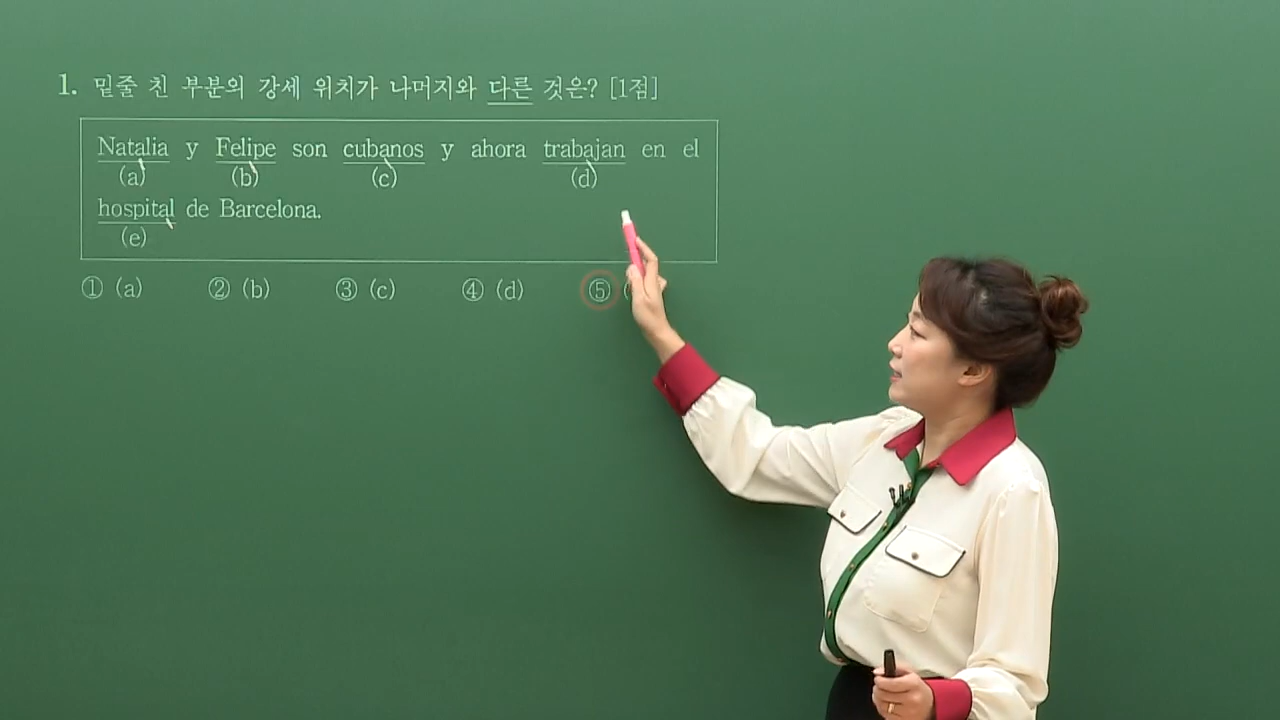 1. 밑줄 친 부분의 강세 위치가 나머지와 다른 것은? [1점]
Natalia y Felipe son cubanos y ahora trabajan en el
(a) (b) (c) (d)
hospital de Barcelona.
(e)
① (a) ② (b) ③ (c) ④ (d) ⑤